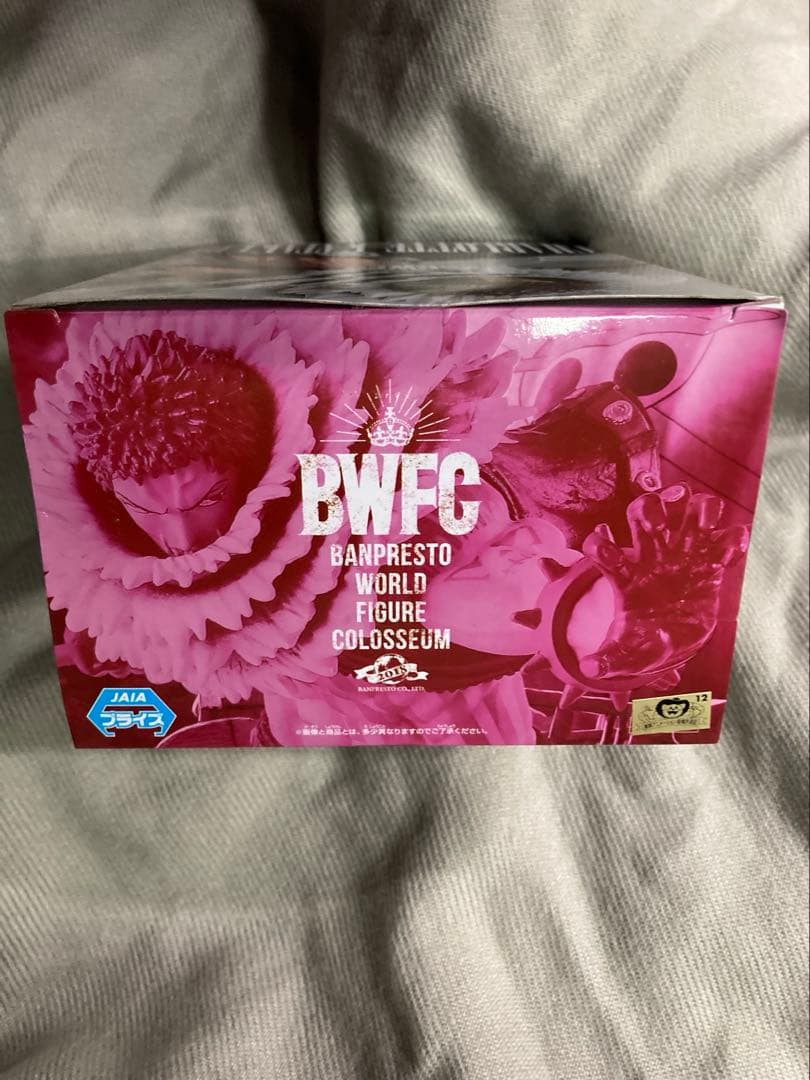 BWFC
BANPRESTO
WORLD
FIGURE
COLOSSEUM
2018
BANPRESTO CO., LTD.
JAIA
プライズ
12
※画像と商品とは、多少異なりますのでご了承ください。